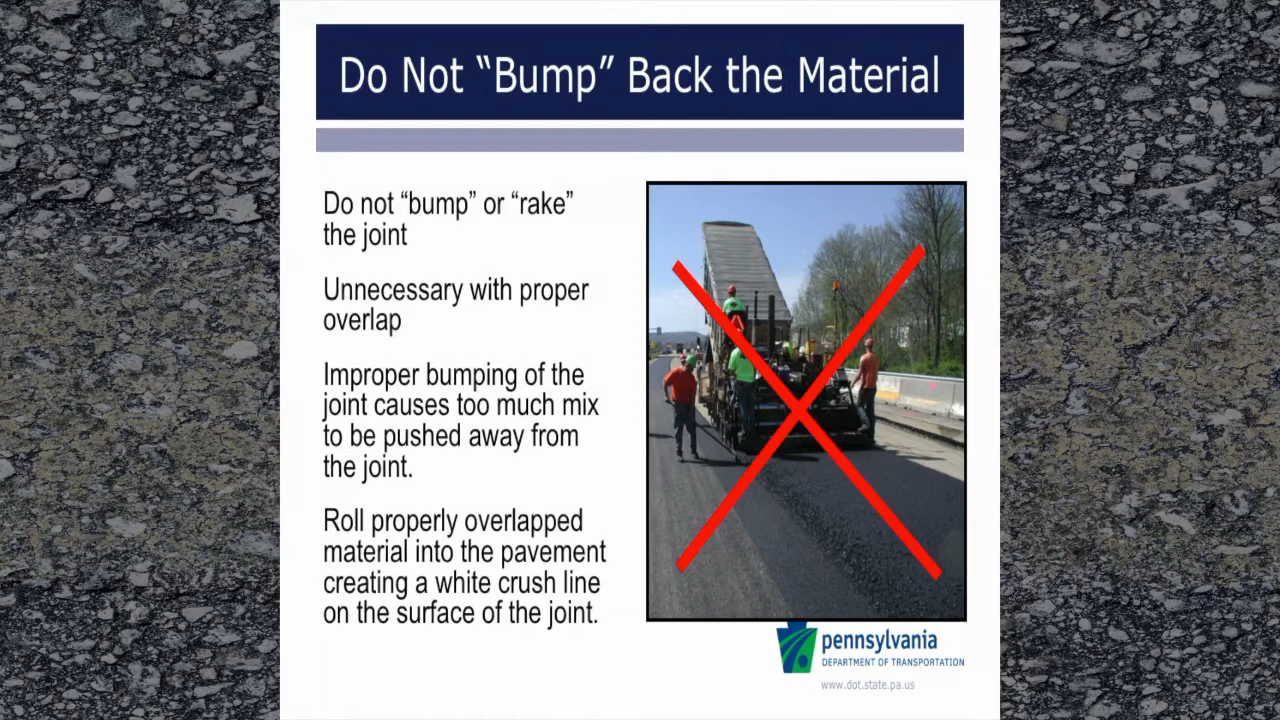 Do Not “Bump” Back the Material
Do not “bump” or “rake”
the joint
Unnecessary with proper
overlap
Improper bumping of the
joint causes too much mix
to be pushed away from
the joint.
Roll properly overlapped
material into the pavement
creating a white crush line
on the surface of the joint.
pennsylvania
DEPARTMENT OF TRANSPORTATION
www.dot.state.pa.us